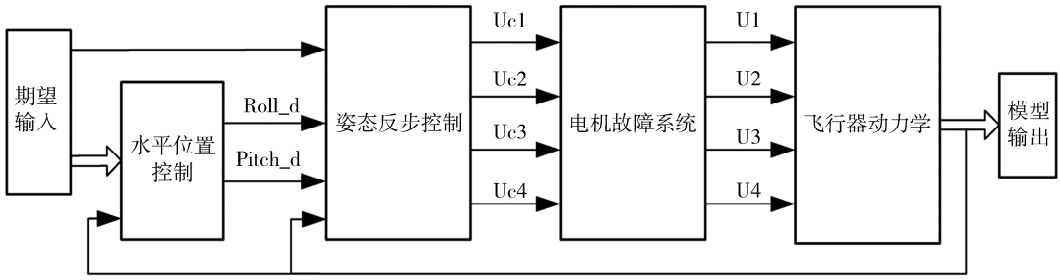 期望
输入
水平位置
控制
Roll_d
Pitch_d
姿态反步控制
Uc1
Uc2
Uc3
Uc4
电机故障系统
U1
U2
U3
U4
飞行器动力学
模型
输出